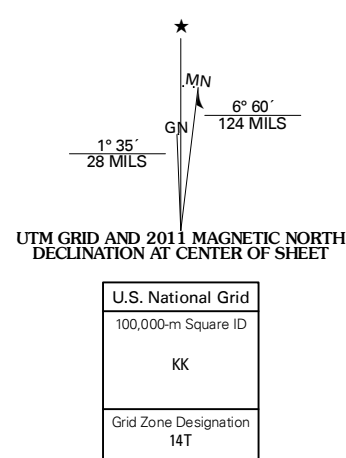 ★
MN
6° 60´
124 MILS
GN
1° 35´
28 MILS
UTM GRID AND 2011 MAGNETIC NORTH
DECLINATION AT CENTER OF SHEET
U.S. National Grid
100,000-m Square ID
KK
Grid Zone Designation
14T